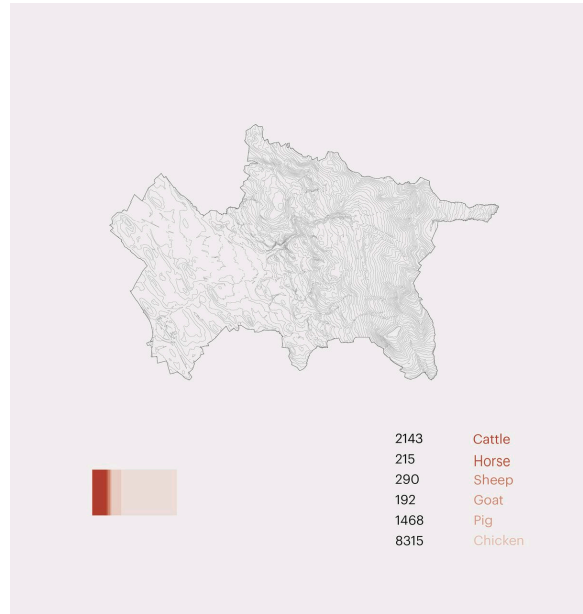 2143 Cattle
215 Horse
290 Sheep
192 Goat
1468 Pig
8315 Chicken